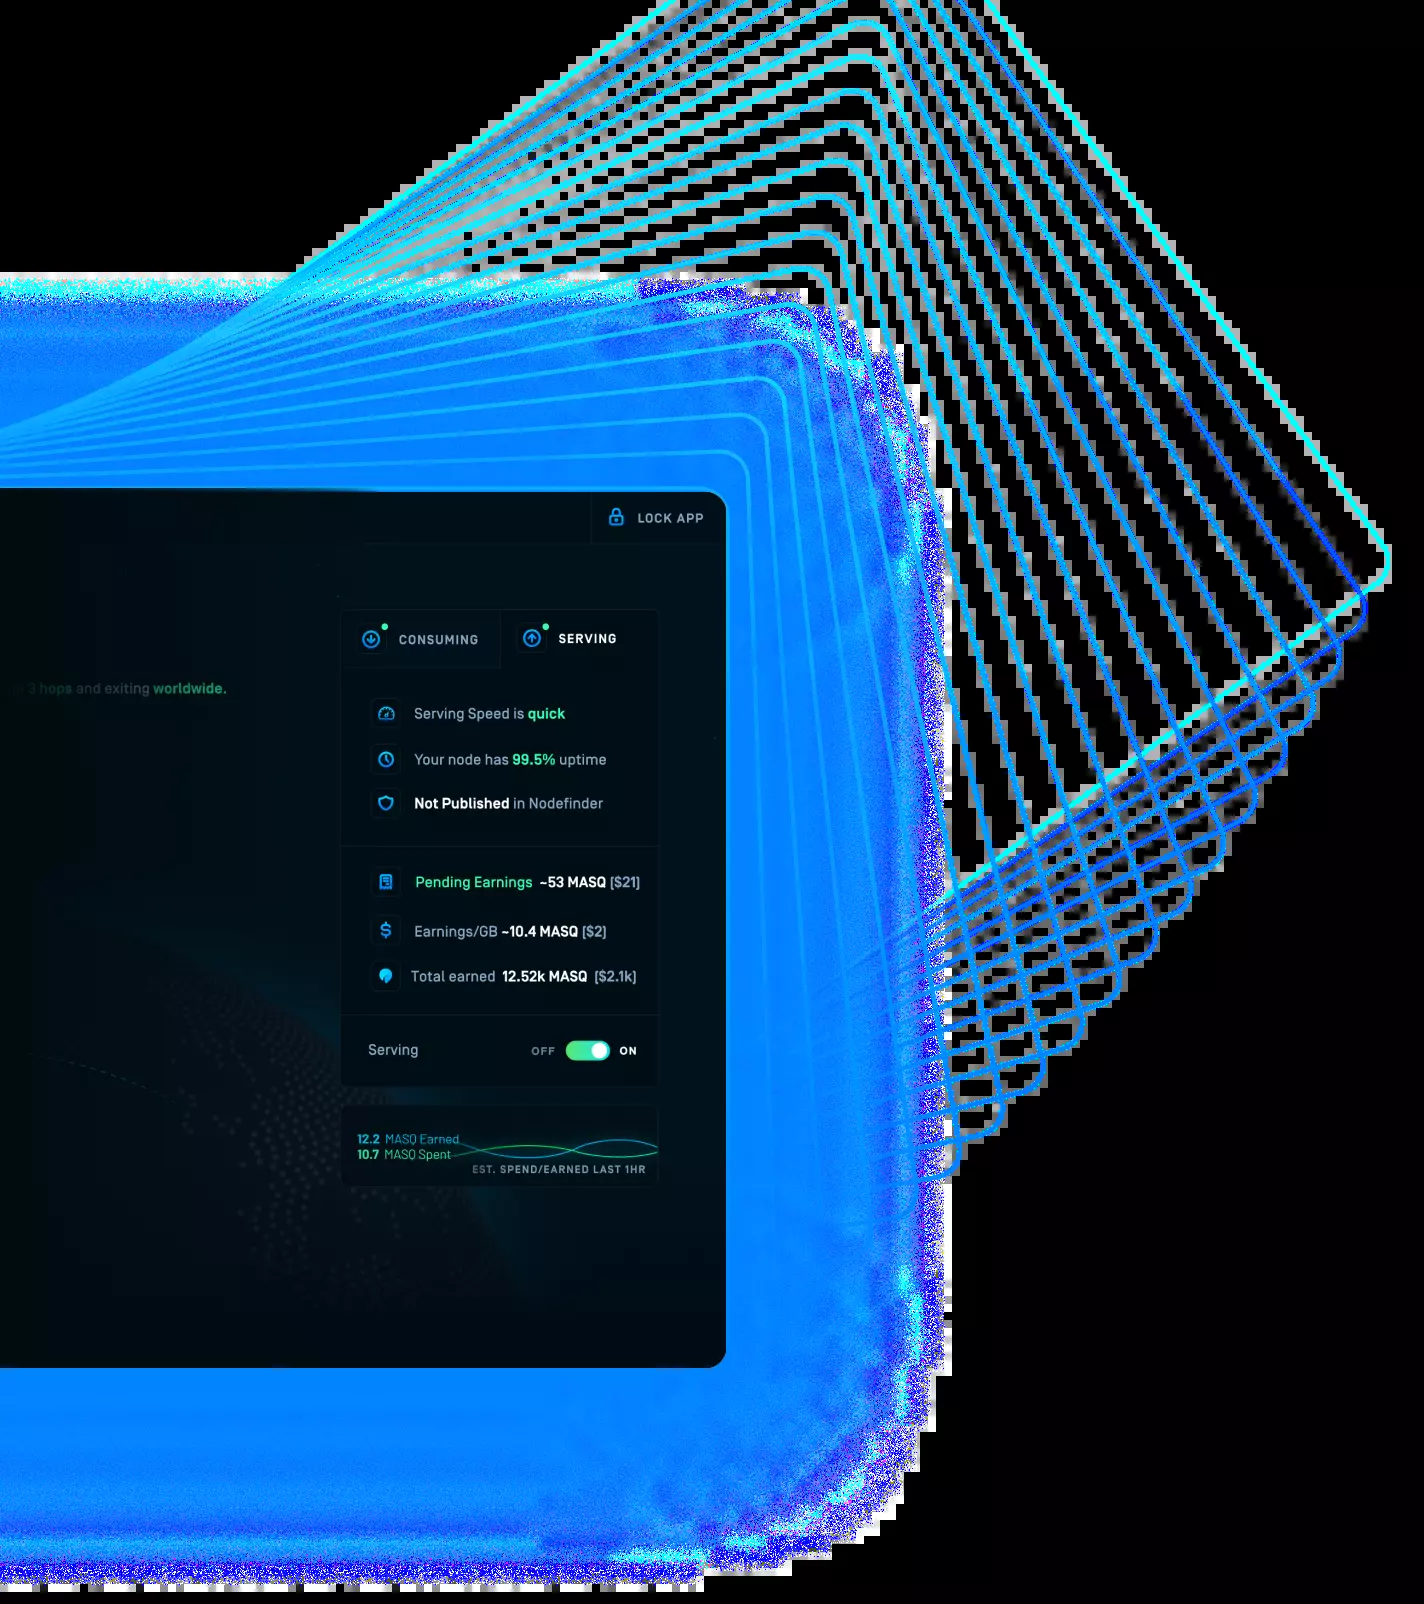 LOCK APP
CONSUMING
SERVING
3 hops and exiting worldwide.
Serving Speed is quick
Your node has 99.5% uptime
Not Published in Nodefinder
Pending Earnings ~53 MASQ [$21]
Earnings/GB ~10.4 MASQ [$2]
Total earned 12.52k MASQ [$2.1k]
Serving OFF ON
12.2 MASQ Earned
10.7 MASQ Spent
EST. SPEND/EARNED LAST 1HR